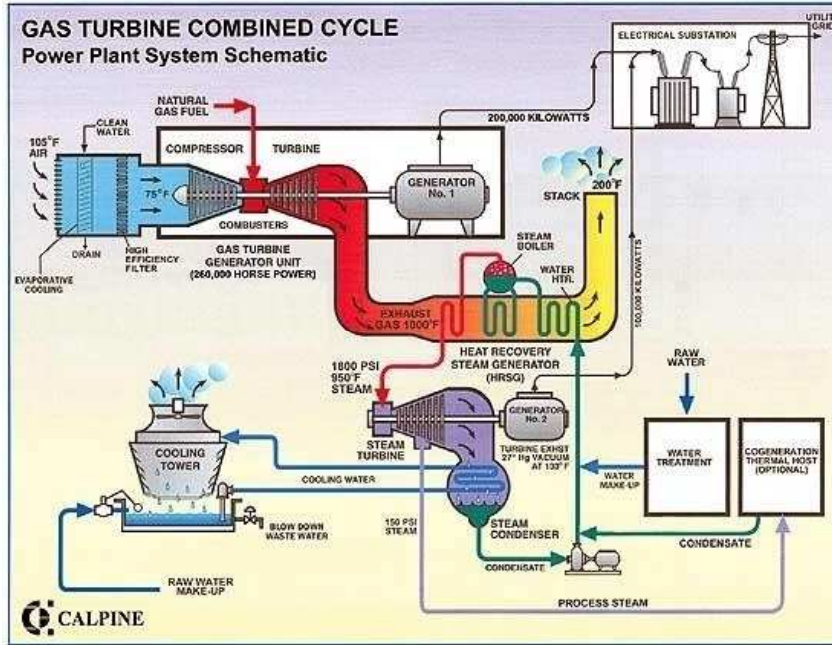 GAS TURBINE COMBINED CYCLE
Power Plant System Schematic
UTILITY
GRID
ELECTRICAL SUBSTATION
NATURAL
GAS FUEL
200,000 KILOWATTS
CLEAN
WATER
105°F
AIR
COMPRESSOR
TURBINE
75°F
GENERATOR
No. 1
200°F
STACK
COMBUSTERS
DRAIN
HIGH
EFFICIENCY
FILTER
EVAPORATIVE
COOLING
GAS TURBINE
GENERATOR UNIT
(260,000 HORSE POWER)
STEAM
BOILER
WATER
HTR.
100,000 KILOWATTS
EXHAUST
GAS 1000°F
HEAT RECOVERY
STEAM GENERATOR
(HRSG)
1800 PSI
950°F
STEAM
RAW
WATER
GENERATOR
No.2
STEAM
TURBINE
TURBINE EXHST
27" Hg VACUUM
AT 133°F
COOLING
TOWER
WATER
TREATMENT
COGENERATION
THERMAL HOST
(OPTIONAL)
COOLING WATER
WATER
MAKE-UP
BLOW DOWN
WASTE WATER
150 PSI
STEAM
STEAM
CONDENSER
CONDENSATE
CONDENSATE
RAW WATER
MAKE-UP
PROCESS STEAM
CALPINE